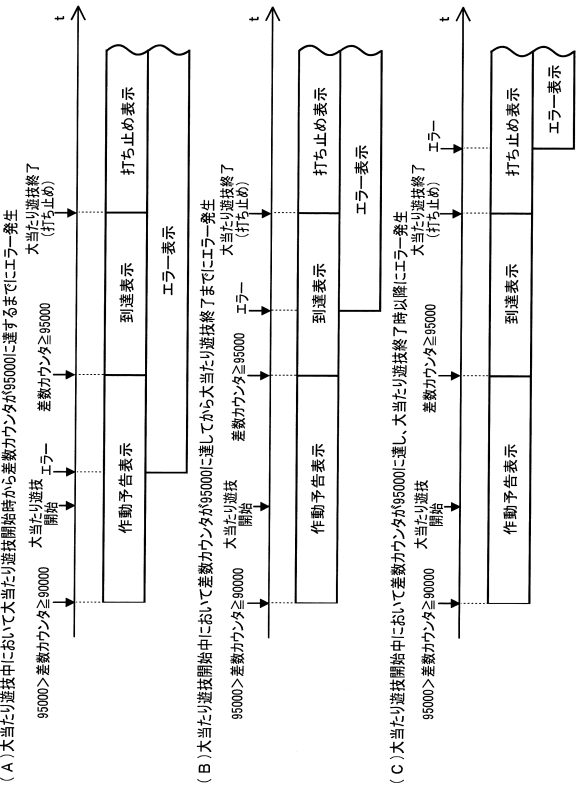 (A)大当たり遊技中において大当たり遊技開始時から差数カウンタが95000に達するまでにエラー発生
95000＞差数カウンタ≧90000
大当たり遊技
開始
エラー
差数カウンタ≧95000
大当たり遊技終了
(打ち止め)
t
作動予告表示
到達表示
打ち止め表示
エラー表示
(B)大当たり遊技開始中において差数カウンタが95000に達してから大当たり遊技終了までにエラー発生
95000＞差数カウンタ≧90000
大当たり遊技
開始
差数カウンタ≧95000
エラー
大当たり遊技終了
(打ち止め)
t
作動予告表示
到達表示
打ち止め表示
エラー表示
(C)大当たり遊技開始中において差数カウンタが95000に達し、大当たり遊技終了時以降にエラー発生
95000＞差数カウンタ≧90000
大当たり遊技
開始
差数カウンタ≧95000
大当たり遊技終了
(打ち止め)
エラー
t
作動予告表示
到達表示
打ち止め表示
エラー表示